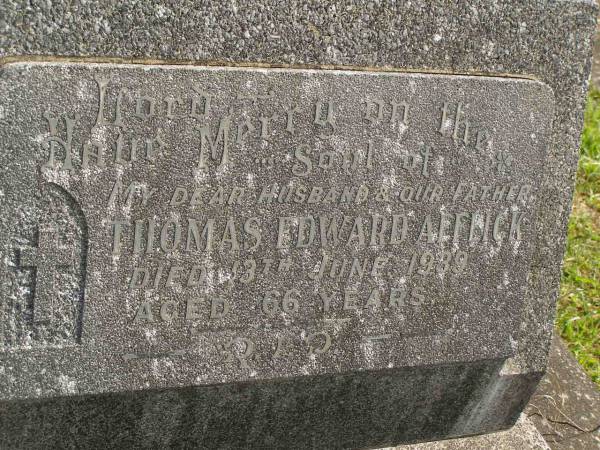 Lord
Have Mercy on the
Soul of
MY DEAR HUSBAND & OUR FATHER
THOMAS EDWARD AFFLICK
DIED 13TH JUNE 1939
AGED 66 YEARS
R.I.P.